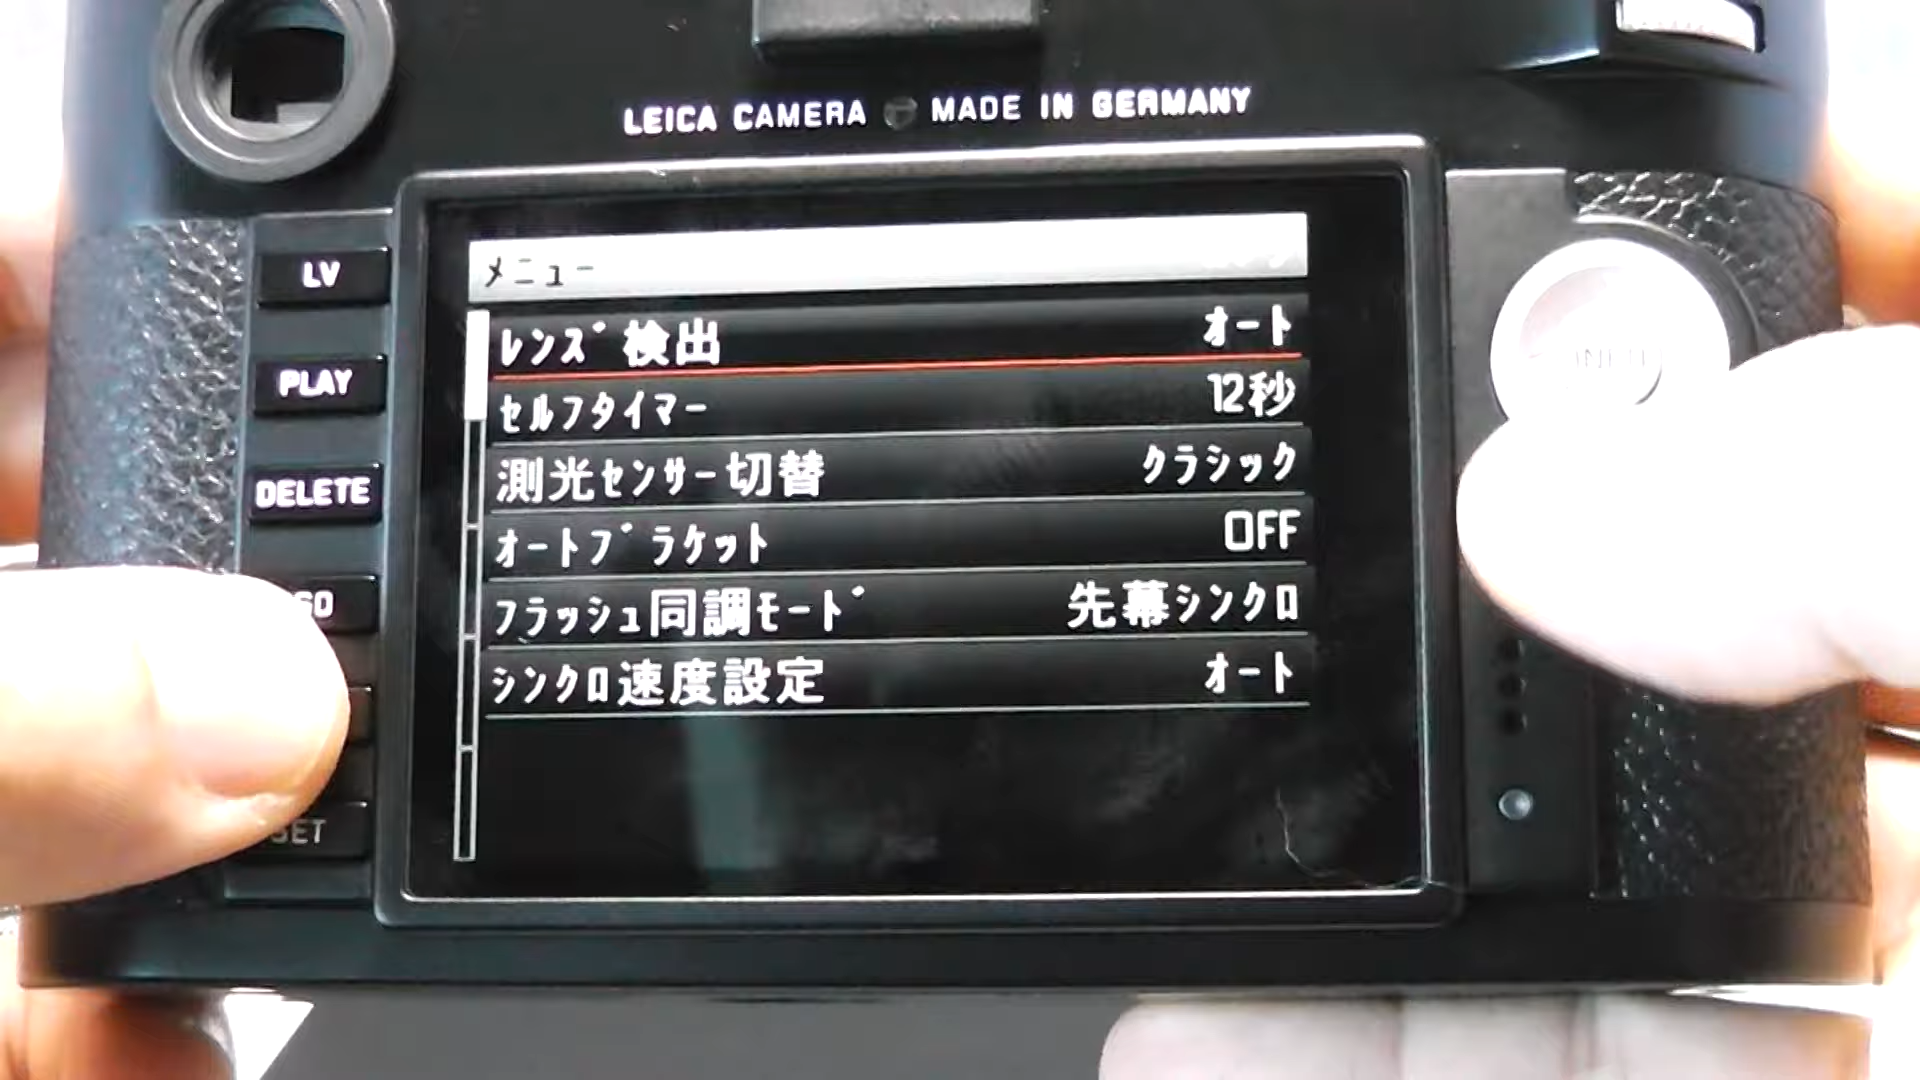 LEICA CAMERA MADE IN GERMANY
LV
PLAY
DELETE
SET
メニュー
レンズ検出 オート
セルフタイマー 12秒
測光センサー切替 クラシック
オートブラケット OFF
フラッシュ同調モード 先幕シンクロ
シンクロ速度設定 オート